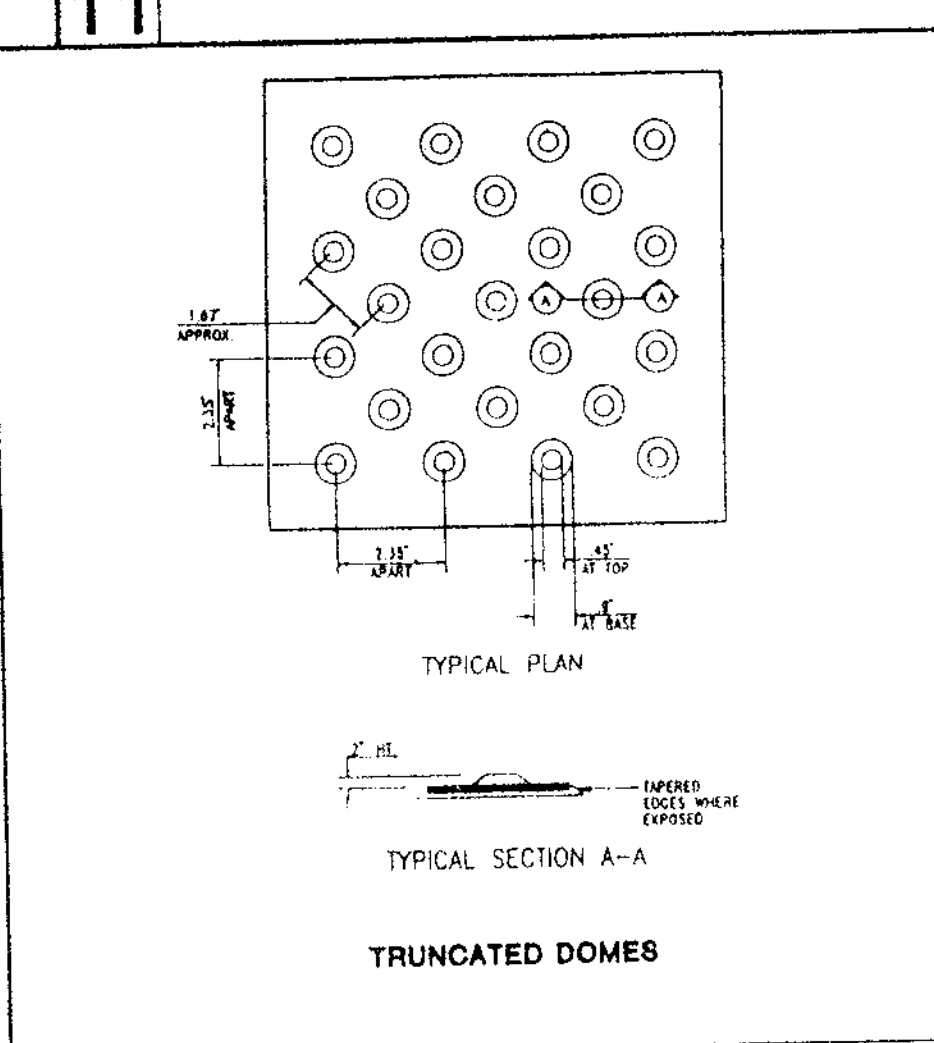 A
A
1.67"
APPROX.
2.35"
APART
2.35"
APART
.45"
AT TOP
.9"
AT BASE
TYPICAL PLAN
2" HT.
TAPERED
EDGES WHERE
EXPOSED
TYPICAL SECTION A-A
TRUNCATED DOMES